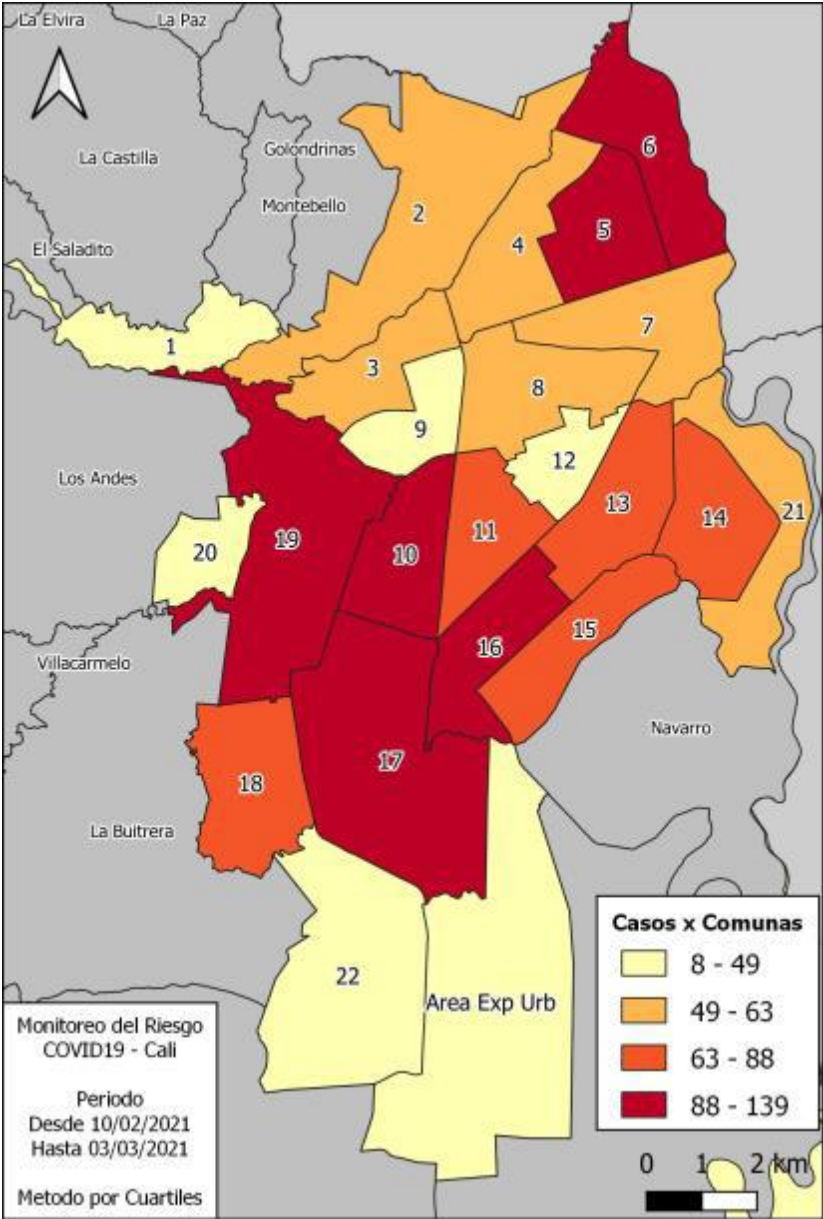 La Elvira
La Paz
La Castilla
Golondrinas
Montebello
El Saladito
6
2
4
5
7
1
3
8
9
12
Los Andes
19
10
11
13
14
21
20
15
16
Villacarmelo
Navarro
17
18
La Buitrera
22
Area Exp Urb
Casos x Comunas
8 - 49
49 - 63
63 - 88
88 - 139
Monitoreo del Riesgo
COVID19 - Cali
Periodo
Desde 10/02/2021
Hasta 03/03/2021
Metodo por Cuartiles
0 1 2 km